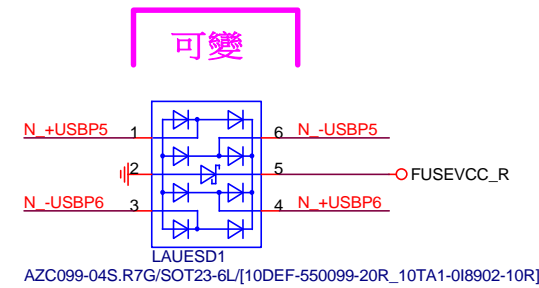 可變
N_+USBP5 1 6 N_-USBP5
2 5 FUSEVCC_R
N_-USBP6 3 4 N_+USBP6
LAUESD1
AZC099-04S.R7G/SOT23-6L/[10DEF-550099-20R_10TA1-0I8902-10R]